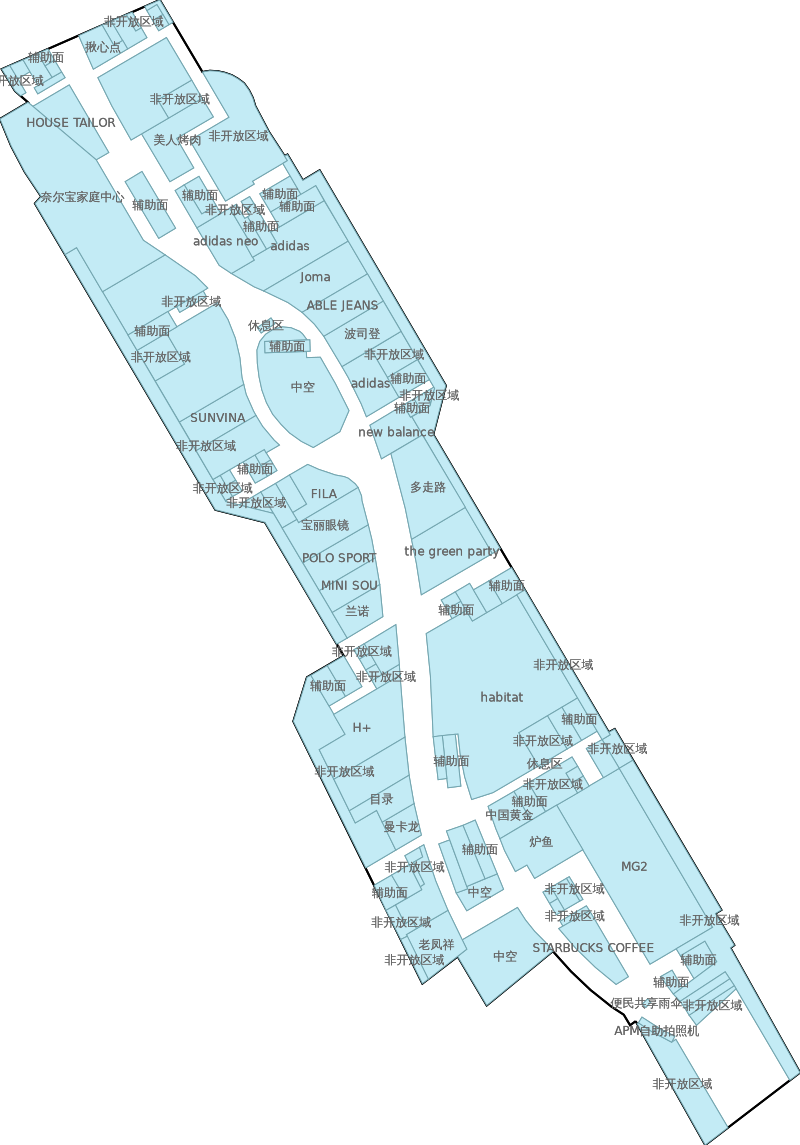 非开放区域
揪心点
辅助面
开放区域
非开放区域
HOUSE TAILOR
非开放区域
美人烤肉
辅助面
辅助面
奈尔宝家庭中心
辅助面
辅助面
非开放区域
辅助面
adidas neo
adidas
Joma
非开放区域
ABLE JEANS
休息区
辅助面
波司登
辅助面
非开放区域
非开放区域
辅助面
adidas
中空
非开放区域
辅助面
SUNVINA
new balance
非开放区域
辅助面
非开放区域
多走路
FILA
非开放区域
宝丽眼镜
the green party
POLO SPORT
MINI SOU
辅助面
兰诺
辅助面
非开放区域
非开放区域
非开放区域
辅助面
habitat
辅助面
H+
非开放区域
非开放区域
辅助面
休息区
非开放区域
非开放区域
目录
辅助面
中国黄金
曼卡龙
炉鱼
辅助面
非开放区域
MG2
辅助面
中空
非开放区域
非开放区域
非开放区域
非开放区域
老凤祥
STARBUCKS COFFEE
中空
非开放区域
辅助面
辅助面
便民共享雨伞
非开放区域
APM自助拍照机
非开放区域